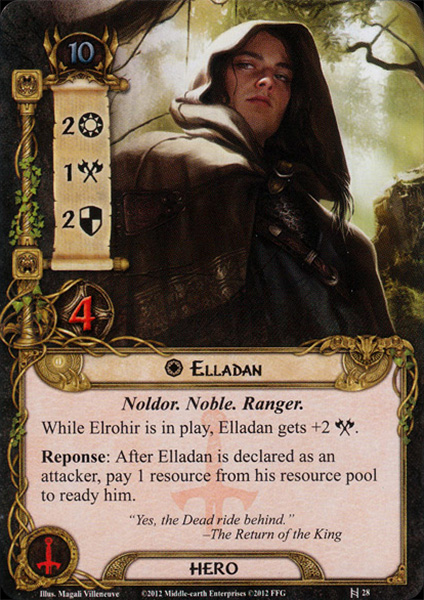 10
2
1
2
4
Elladan
Noldor. Noble. Ranger.
While Elrohir is in play, Elladan gets +2 .
Reponse: After Elladan is declared as an
attacker, pay 1 resource from his resource pool
to ready him.
“Yes, the Dead ride behind.”
–The Return of the King
HERO
Illus. Magali Villeneuve
©2012 Middle-earth Enterprises ©2012 FFG
28